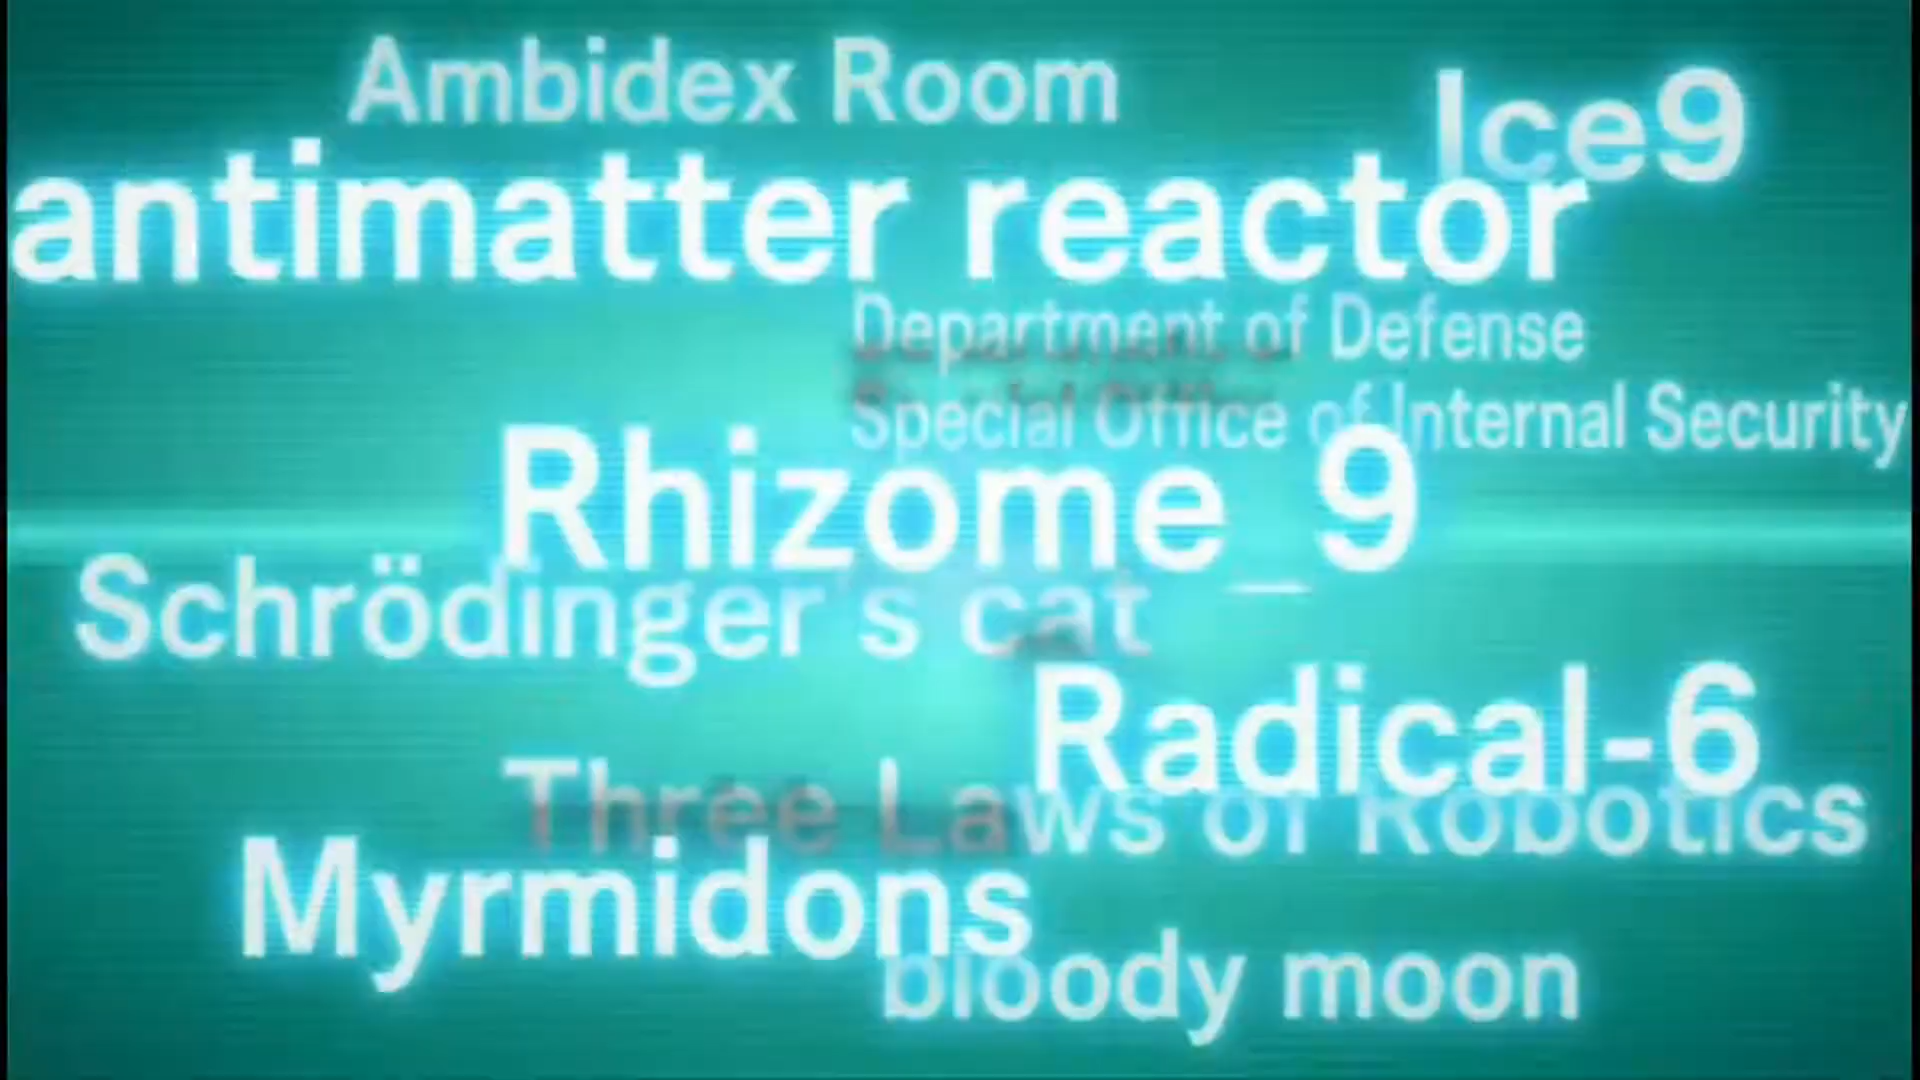 Ambidex Room
Ice9
antimatter reactor
Department of Defense
Special Office of Internal Security
Rhizome_9
Schrödinger's cat
Radical-6
Three Laws of Robotics
Myrmidons
bloody moon